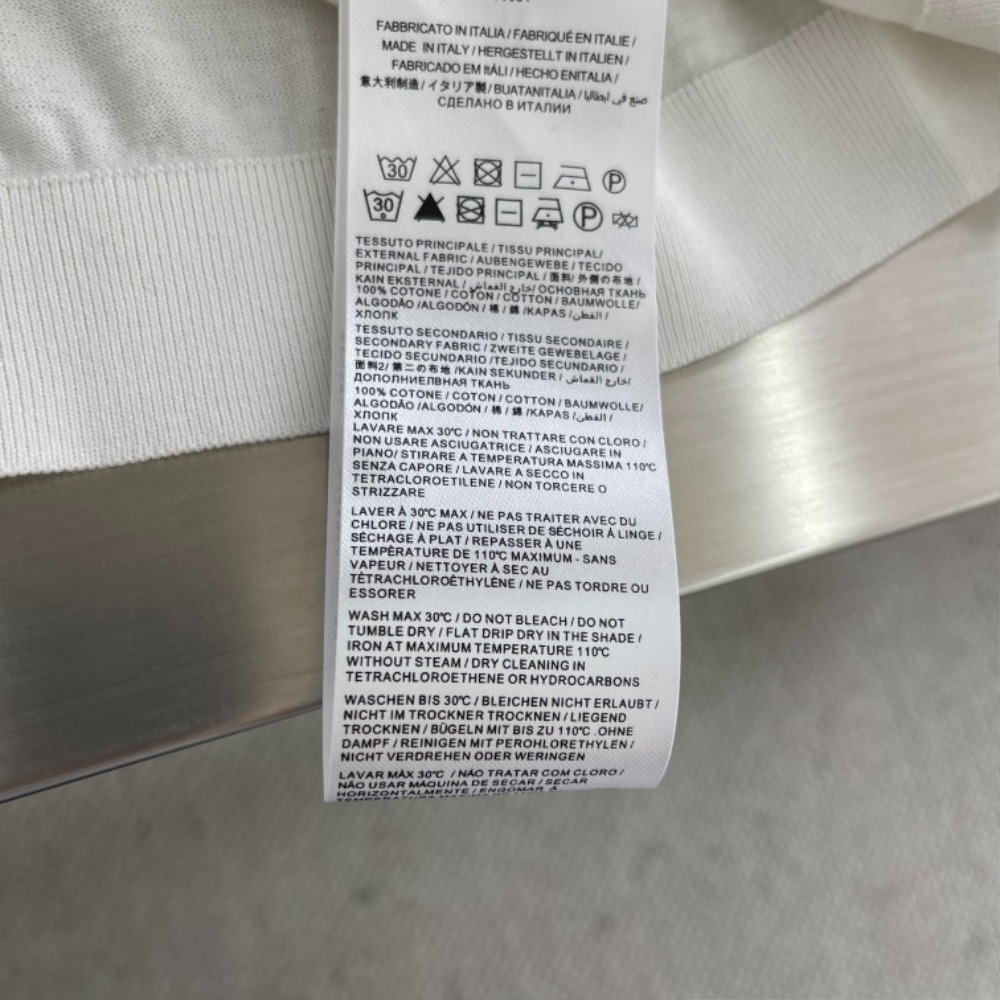 FABBRICATO IN ITALIA / FABRIQUÉ EN ITALIE /
MADE IN ITALY / HERGESTELLT IN ITALIEN /
FABRICADO EM ITÁLI / HECHO ENITALIA /
意大利制造 / イタリア製 / BUATANITALIA / صنع في ايطاليا
СДЕЛАНО В ИТАЛИИ
30 P
30 P
TESSUTO PRINCIPALE / TISSU PRINCIPAL/
EXTERNAL FABRIC / AUBENGEWEBE / TECIDO
PRINCIPAL / TEJIDO PRINCIPAL / 面料/ 外側の布地 /
KAIN EKSTERNAL / خارج القماش / ОСНОВНАЯ ТКАНЬ
100% COTONE / COTON / COTTON / BAUMWOLLE/
ALGODÃO /ALGODÓN / 棉 / 綿 /KAPAS / القطن /
ХЛОПК
TESSUTO SECONDARIO / TISSU SECONDAIRE /
SECONDARY FABRIC / ZWEITE GEWEBELAGE /
TECIDO SECUNDARIO /TEJIDO SECUNDARIO /
面料2/ 第二の布地 /KAIN SEKUNDER / خارج القماش/
ДОПОЛНИЕЛВНАЯ ТКАНЬ
100% COTONE / COTON / COTTON / BAUMWOLLE/
ALGODÃO /ALGODÓN / 棉 / 綿 /KAPAS / القطن /
ХЛОПК
LAVARE MAX 30℃ / NON TRATTARE CON CLORO /
NON USARE ASCIUGATRICE / ASCIUGARE IN
PIANO/ STIRARE A TEMPERATURA MASSIMA 110℃
SENZA CAPORE / LAVARE A SECCO IN
TETRACLOROETILENE / NON TORCERE O
STRIZZARE
LAVER À 30℃ MAX / NE PAS TRAITER AVEC DU
CHLORE / NE PAS UTILISER DE SÉCHOIR À LINGE /
SÉCHAGE À PLAT / REPASSER À UNE
TEMPÉRATURE DE 110℃ MAXIMUM - SANS
VAPEUR / NETTOYER À SEC AU
TÉTRACHLOROÉTHYLÈNE / NE PAS TORDRE OU
ESSORER
WASH MAX 30℃ / DO NOT BLEACH / DO NOT
TUMBLE DRY / FLAT DRIP DRY IN THE SHADE /
IRON AT MAXIMUM TEMPERATURE 110℃
WITHOUT STEAM / DRY CLEANING IN
TETRACHLOROETHENE OR HYDROCARBONS
WASCHEN BIS 30℃ / BLEICHEN NICHT ERLAUBT /
NICHT IM TROCKNER TROCKNEN / LIEGEND
TROCKNEN / BÜGELN MIT BIS ZU 110℃ .OHNE
DAMPF / REINIGEN MIT PEROHLORETHYLEN /
NICHT VERDREHEN ODER WERINGEN
LAVAR MÀX 30℃ / NÃO TRATAR COM CLORO /
NÃO USAR MÁQUINA DE SECAR / SECAR
HORIZONTALMENTE / ENGOMAR À